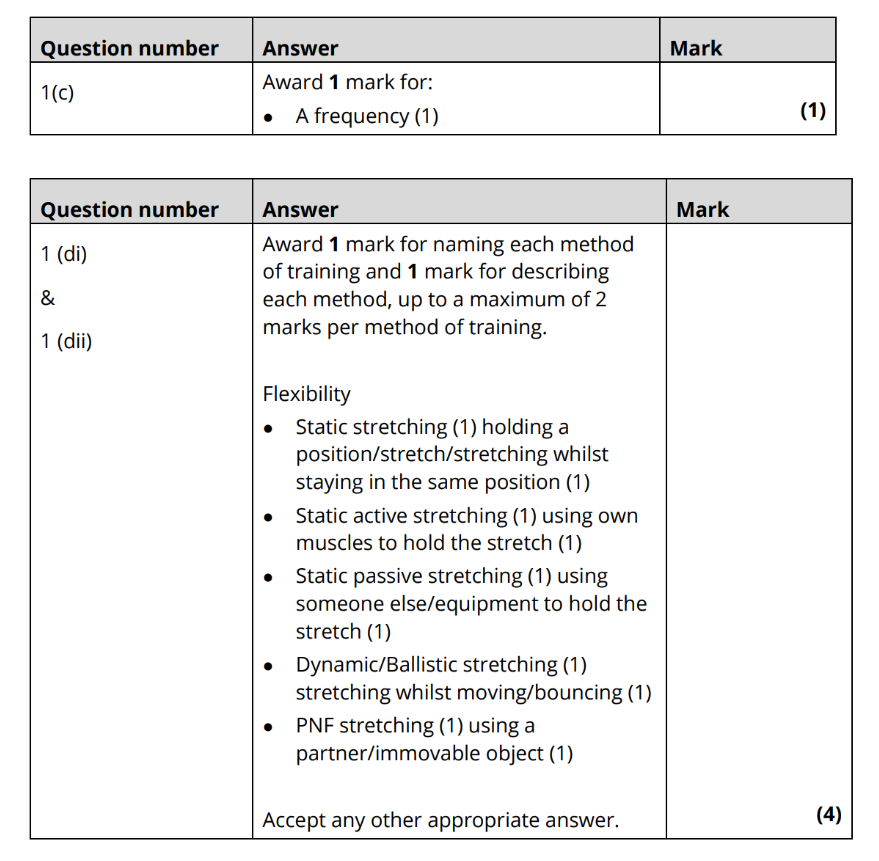 Question number Answer Mark
1(c)
Award 1 mark for:
• A frequency (1)
(1)
Question number Answer Mark
1 (di)
&
1 (dii)
Award 1 mark for naming each method
of training and 1 mark for describing
each method, up to a maximum of 2
marks per method of training.
Flexibility
• Static stretching (1) holding a
position/stretch/stretching whilst
staying in the same position (1)
• Static active stretching (1) using own
muscles to hold the stretch (1)
• Static passive stretching (1) using
someone else/equipment to hold the
stretch (1)
• Dynamic/Ballistic stretching (1)
stretching whilst moving/bouncing (1)
• PNF stretching (1) using a
partner/immovable object (1)
Accept any other appropriate answer.
(4)